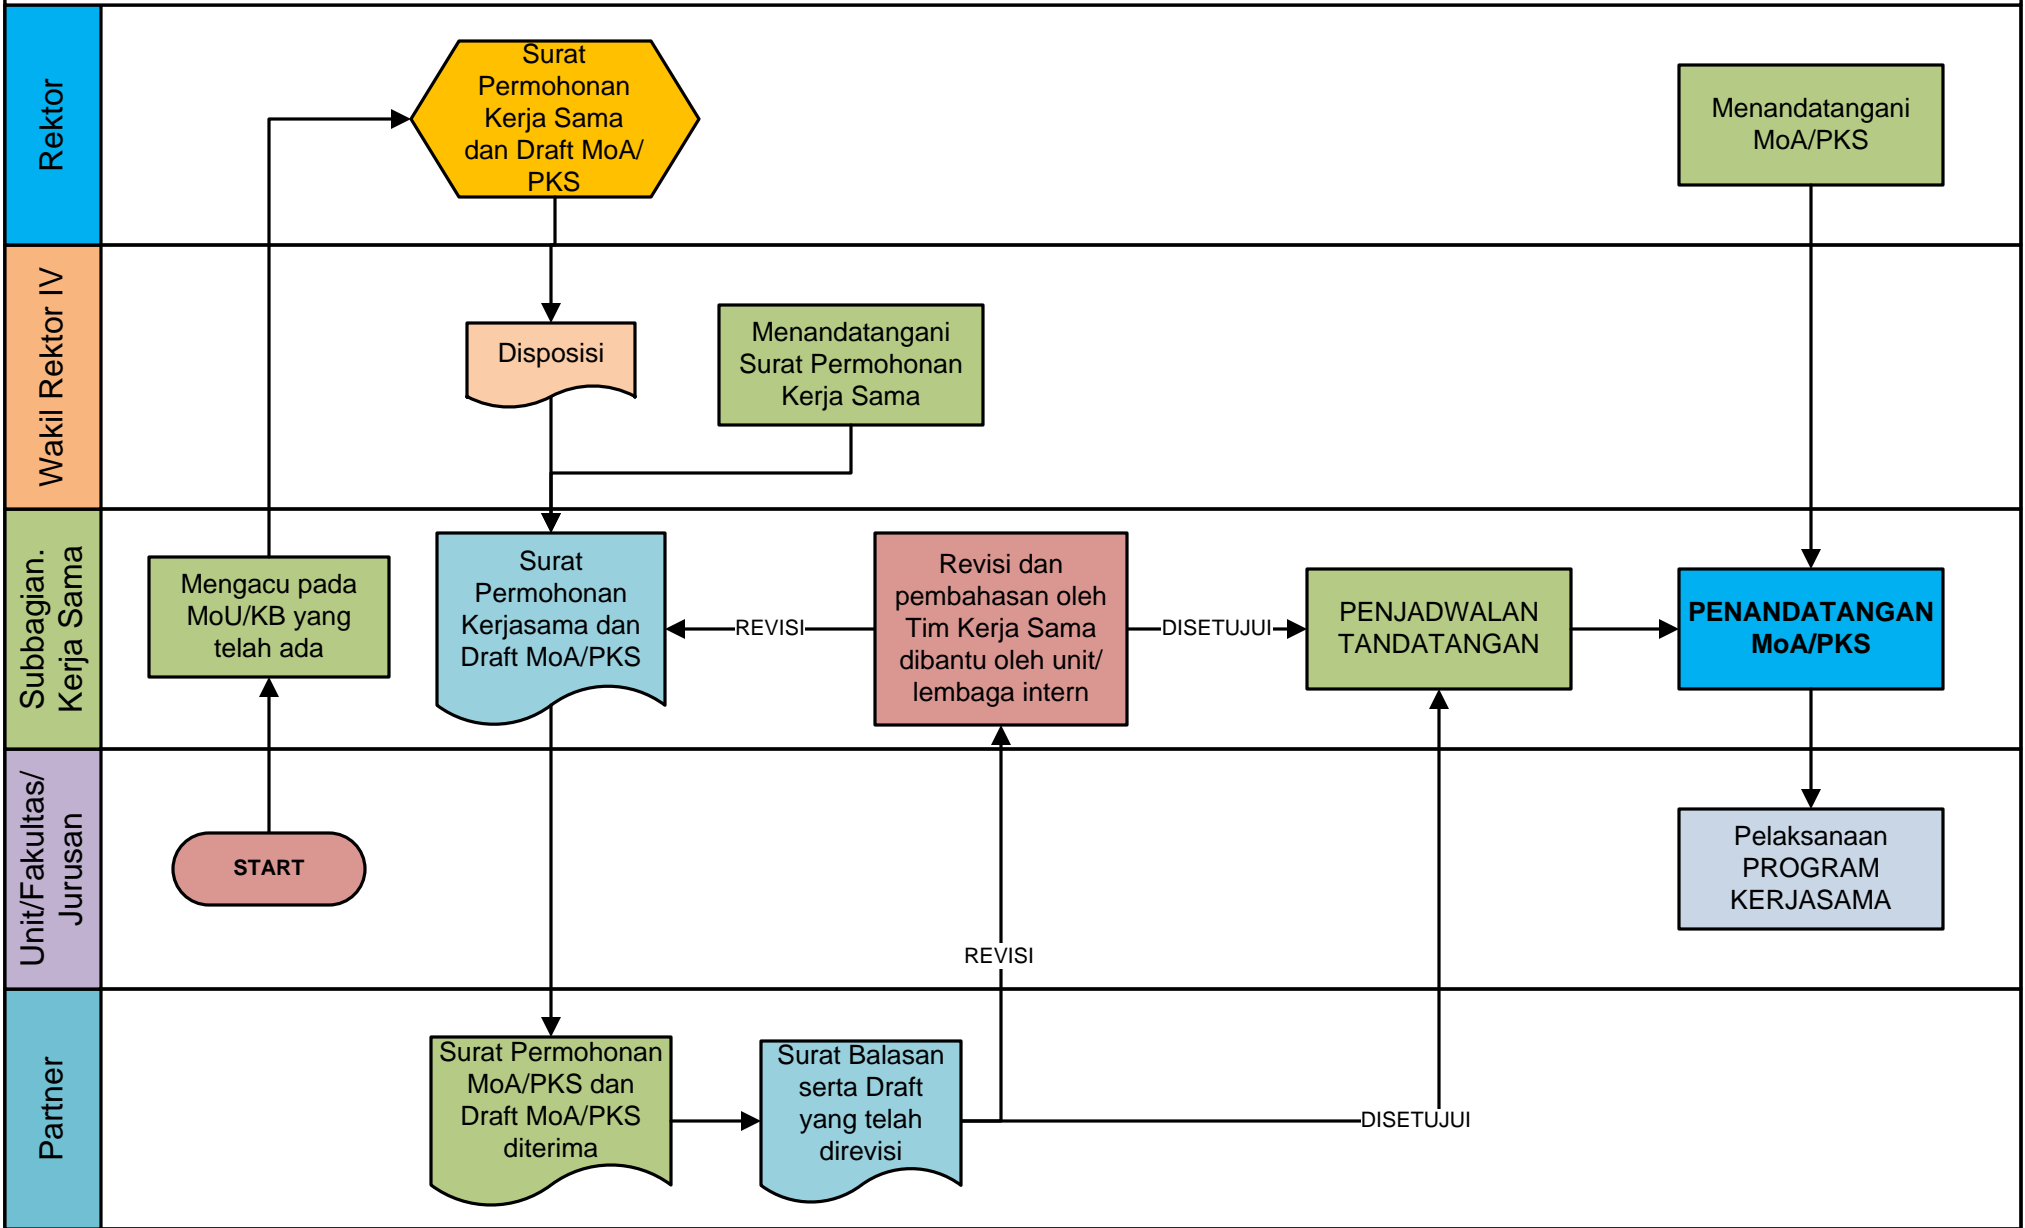 Rektor
Surat
Permohonan
Kerja Sama
dan Draft MoA/
PKS
Menandatangani
MoA/PKS
Wakil Rektor IV
Disposisi
Menandatangani
Surat Permohonan
Kerja Sama
Subbagian.
Kerja Sama
Mengacu pada
MoU/KB yang
telah ada
Surat
Permohonan
Kerjasama dan
Draft MoA/PKS
REVISI
Revisi dan
pembahasan oleh
Tim Kerja Sama
dibantu oleh unit/
lembaga intern
DISETUJUI
PENJADWALAN
TANDATANGAN
PENANDATANGAN
MoA/PKS
Unit/Fakultas/
Jurusan
START
REVISI
Pelaksanaan
PROGRAM
KERJASAMA
Partner
Surat Permohonan
MoA/PKS dan
Draft MoA/PKS
diterima
Surat Balasan
serta Draft
yang telah
direvisi
DISETUJUI